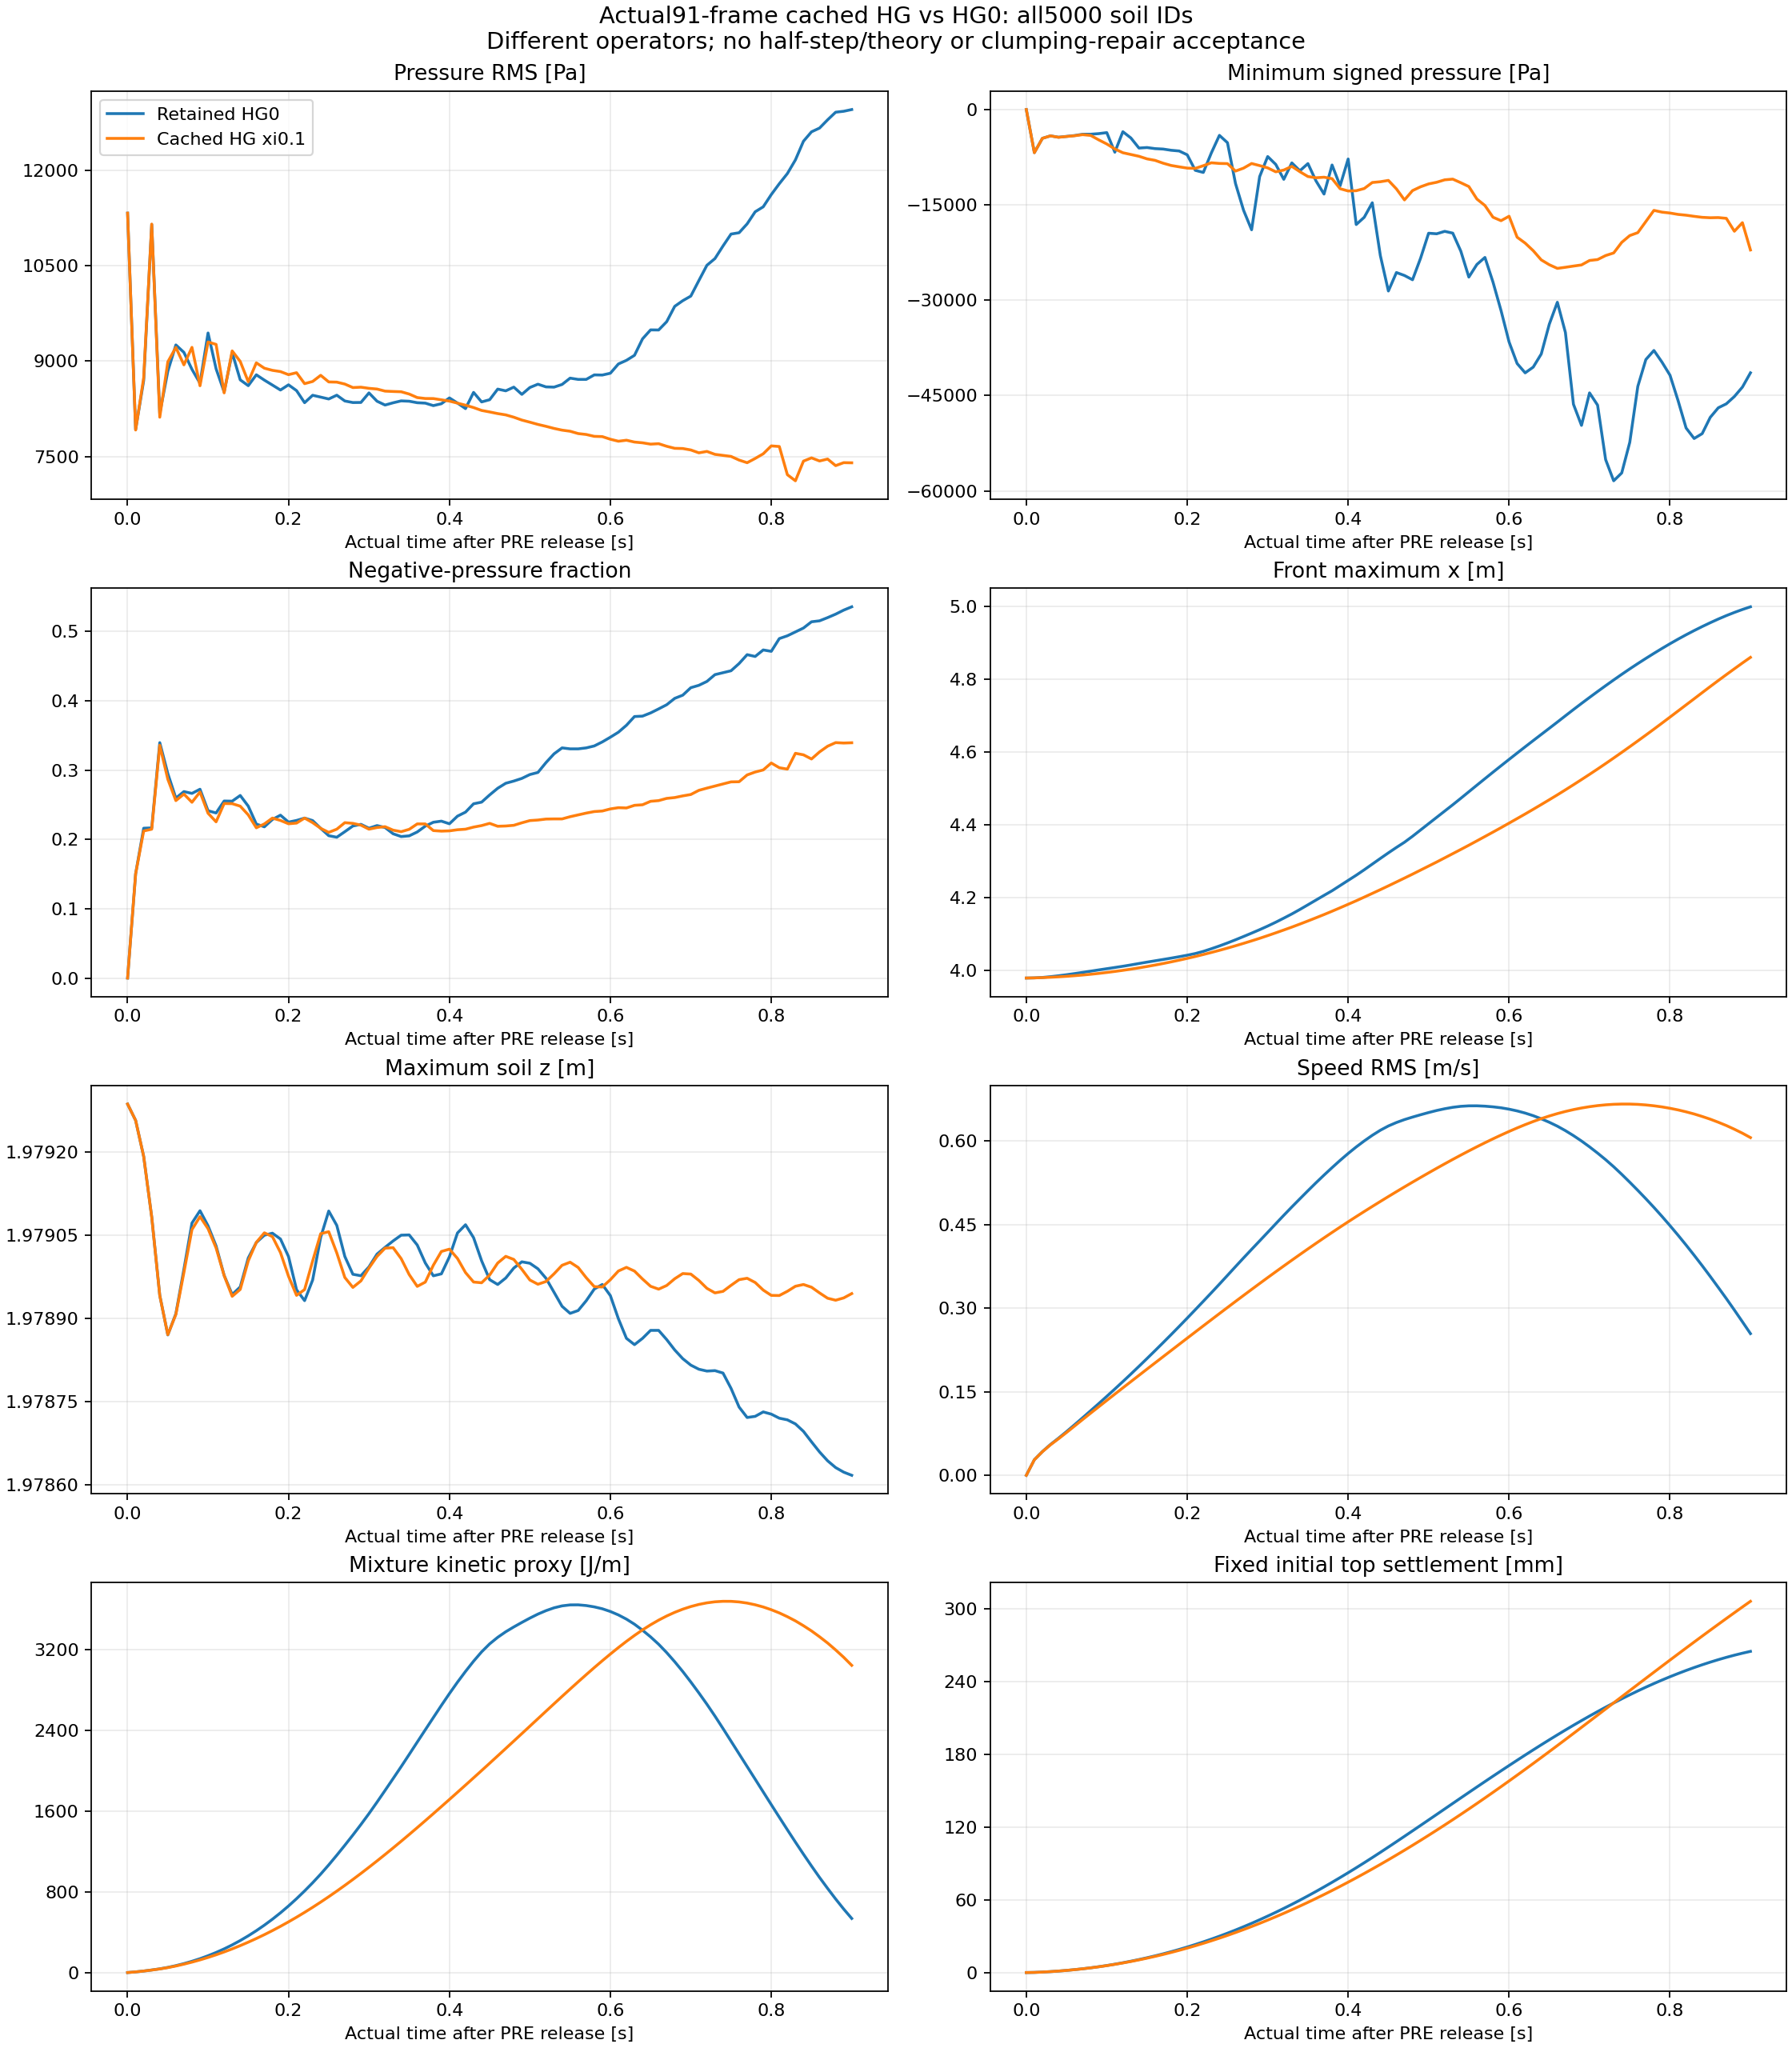 Actual91-frame cached HG vs HG0: all5000 soil IDs
Different operators; no half-step/theory or clumping-repair acceptance
Pressure RMS [Pa]
Retained HG0
Cached HG xi0.1
12000
10500
9000
7500
0.0 0.2 0.4 0.6 0.8
Actual time after PRE release [s]
Minimum signed pressure [Pa]
0
−15000
−30000
−45000
−60000
0.0 0.2 0.4 0.6 0.8
Actual time after PRE release [s]
Negative-pressure fraction
0.5
0.4
0.3
0.2
0.1
0.0
0.0 0.2 0.4 0.6 0.8
Actual time after PRE release [s]
Front maximum x [m]
5.0
4.8
4.6
4.4
4.2
4.0
0.0 0.2 0.4 0.6 0.8
Actual time after PRE release [s]
Maximum soil z [m]
1.97920
1.97905
1.97890
1.97875
1.97860
0.0 0.2 0.4 0.6 0.8
Actual time after PRE release [s]
Speed RMS [m/s]
0.60
0.45
0.30
0.15
0.00
0.0 0.2 0.4 0.6 0.8
Actual time after PRE release [s]
Mixture kinetic proxy [J/m]
3200
2400
1600
800
0
0.0 0.2 0.4 0.6 0.8
Actual time after PRE release [s]
Fixed initial top settlement [mm]
300
240
180
120
60
0
0.0 0.2 0.4 0.6 0.8
Actual time after PRE release [s]